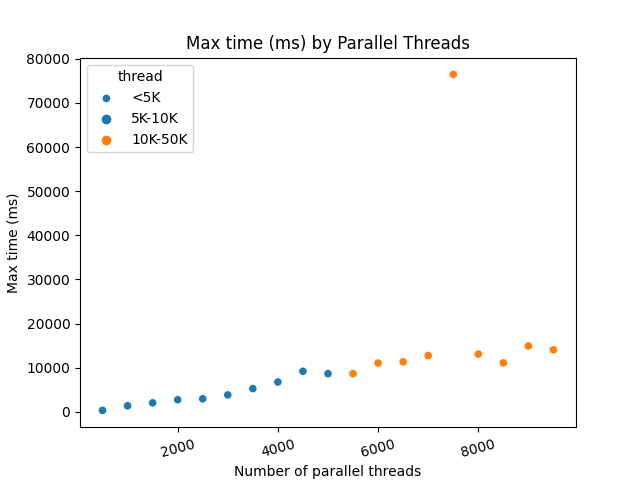 Max time (ms) by Parallel Threads
80000
70000
60000
50000
40000
30000
20000
10000
0
Max time (ms)
thread
<5K
5K-10K
10K-50K
2000
4000
6000
8000
Number of parallel threads